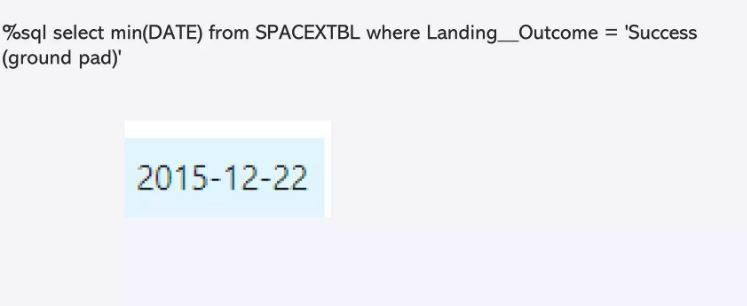 %sql select min(DATE) from SPACEXTBL where Landing__Outcome = 'Success
(ground pad)'
2015-12-22